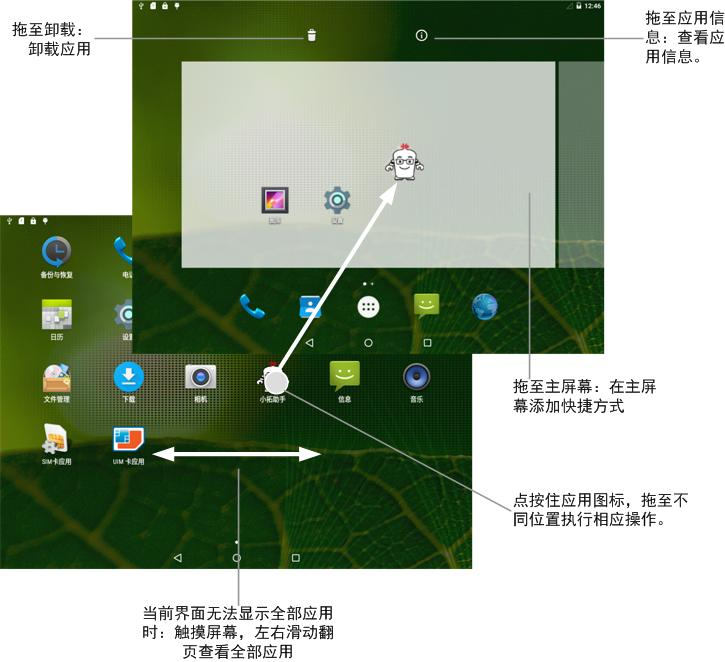 12:46
拖至卸载：
卸载应用
拖至应用信
息：查看应
用信息。
设置
备份与恢复
电话
日历
设置
文件管理
下载
相机
小拓助手
信息
音乐
SIM卡应用
UIM 卡应用
拖至主屏幕：在主屏
幕添加快捷方式
点按住应用图标，拖至不
同位置执行相应操作。
当前界面无法显示全部应用
时：触摸屏幕，左右滑动翻
页查看全部应用